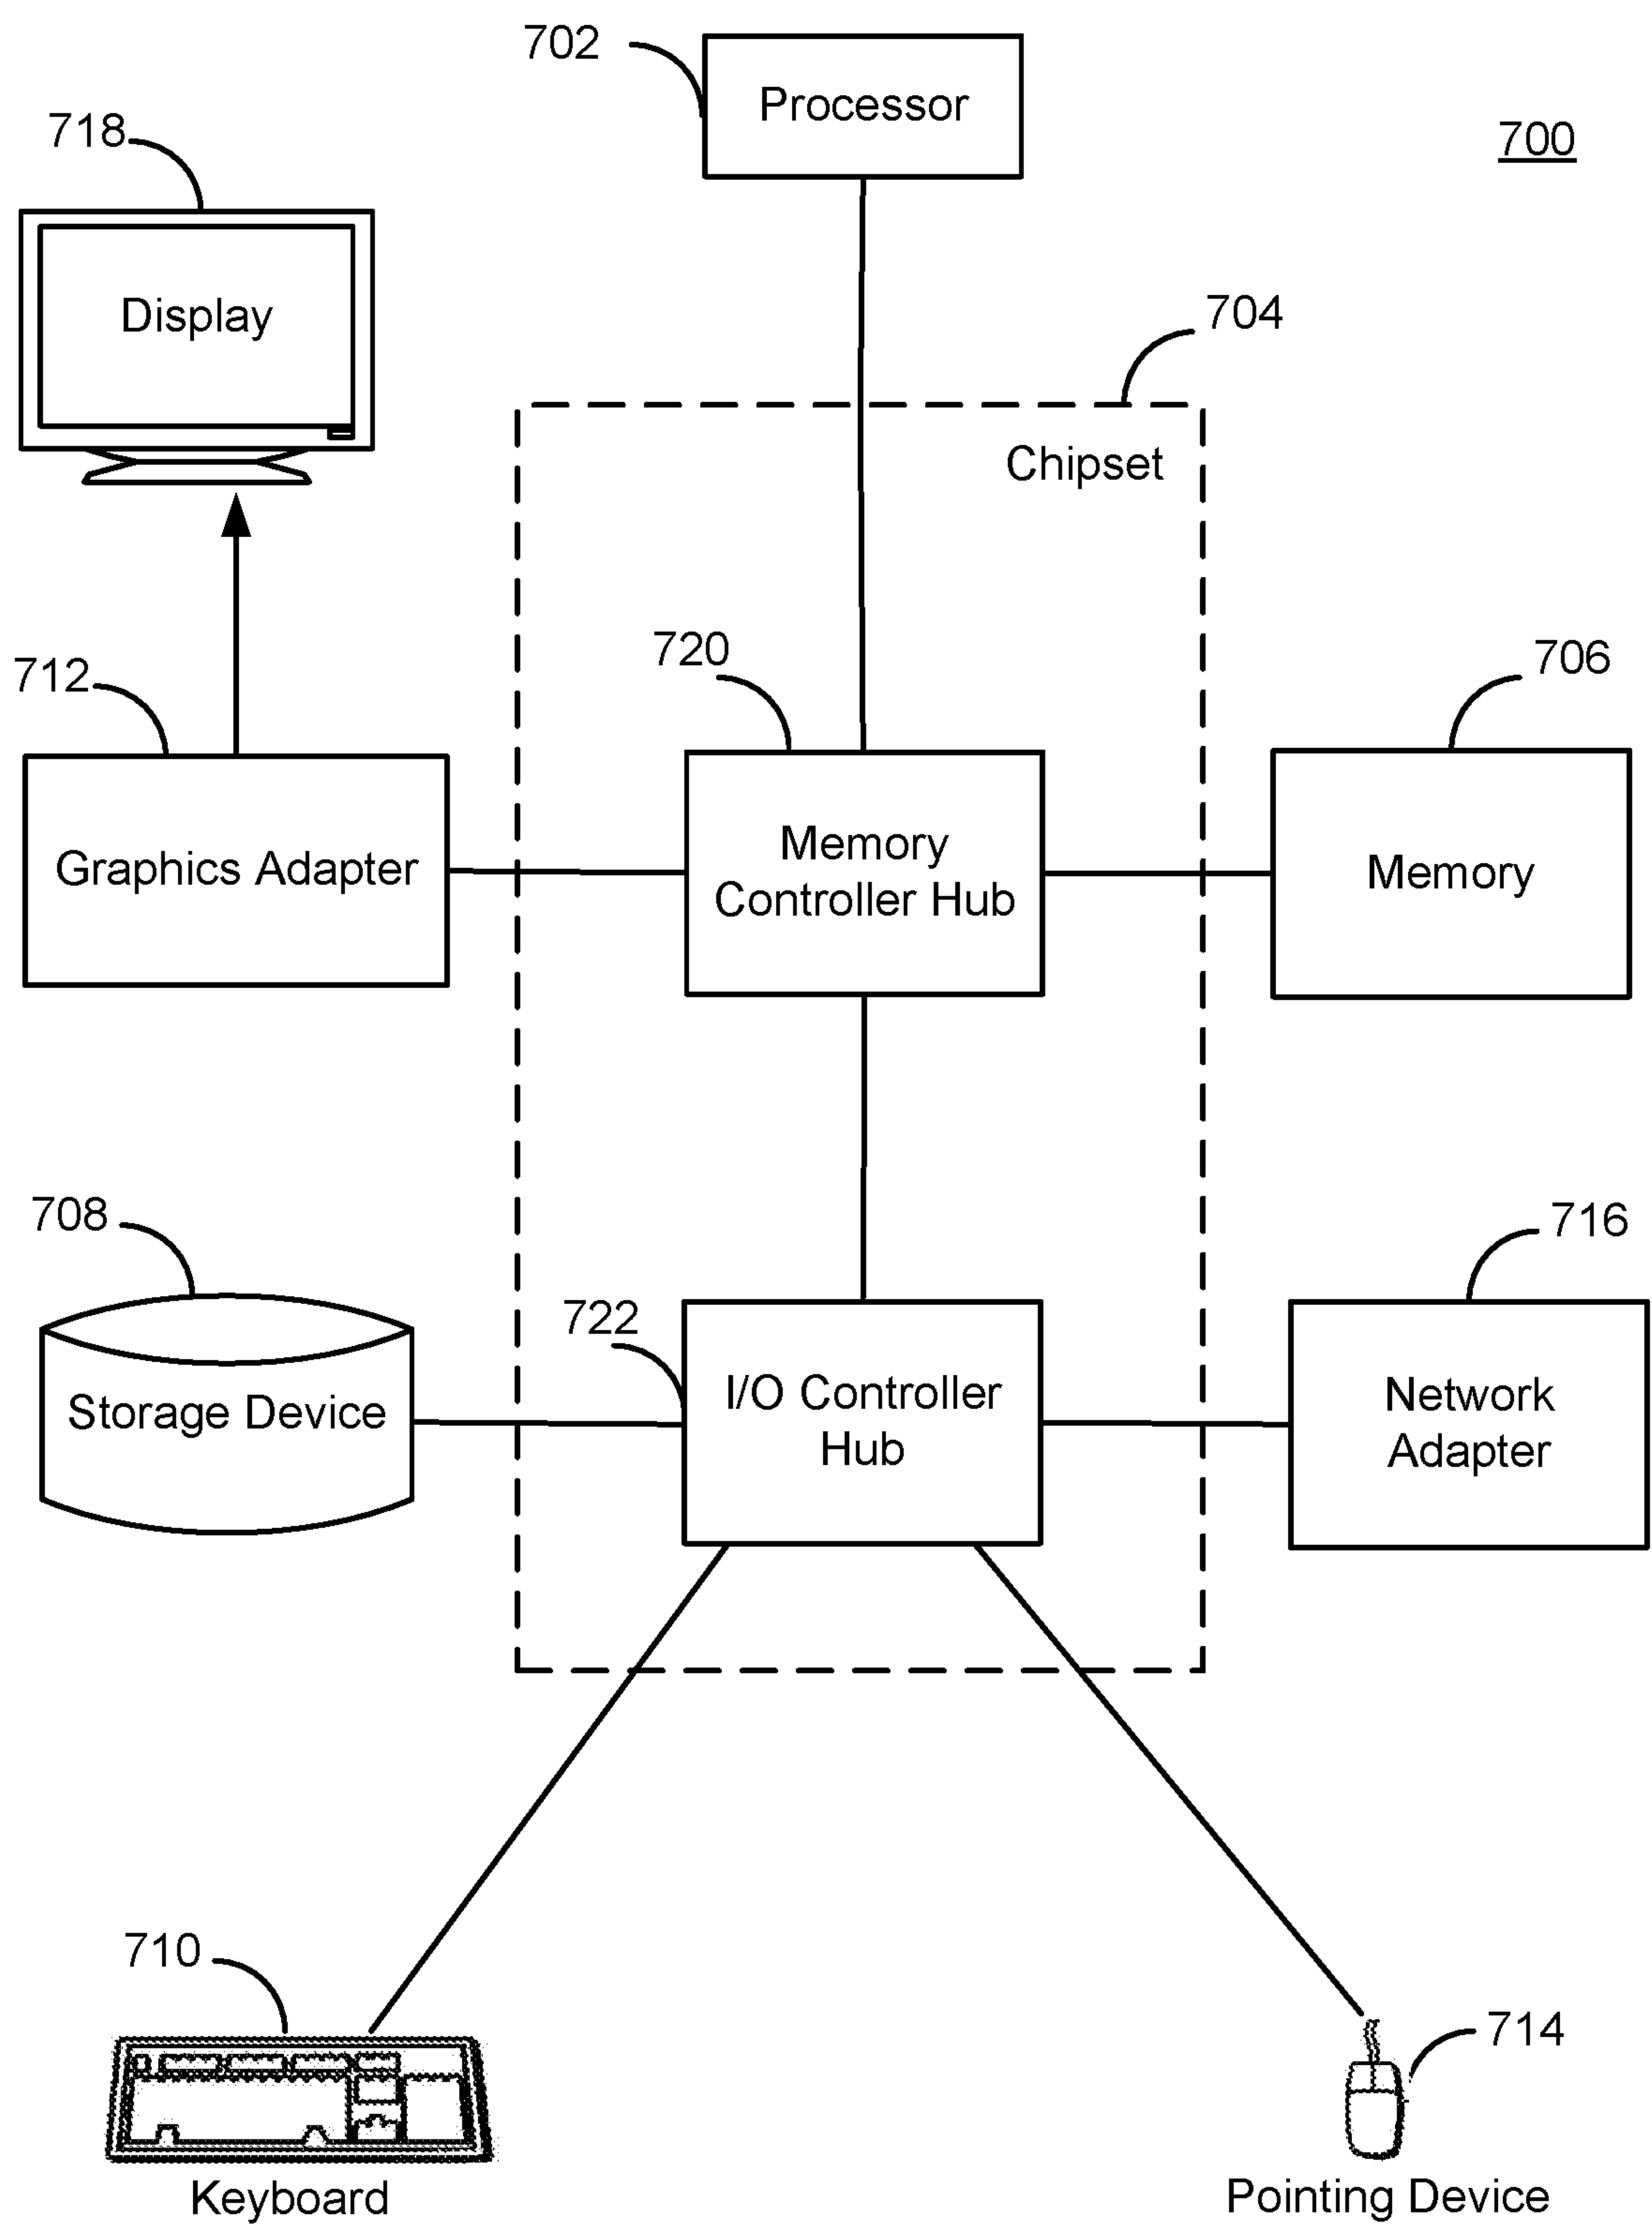 702
Processor
700
718
Display
704
Chipset
720
706
712
Memory
Controller Hub
Graphics Adapter
Memory
708
716
722
I/O Controller
Hub
Storage Device
Network
Adapter
710
714
Keyboard
Pointing Device